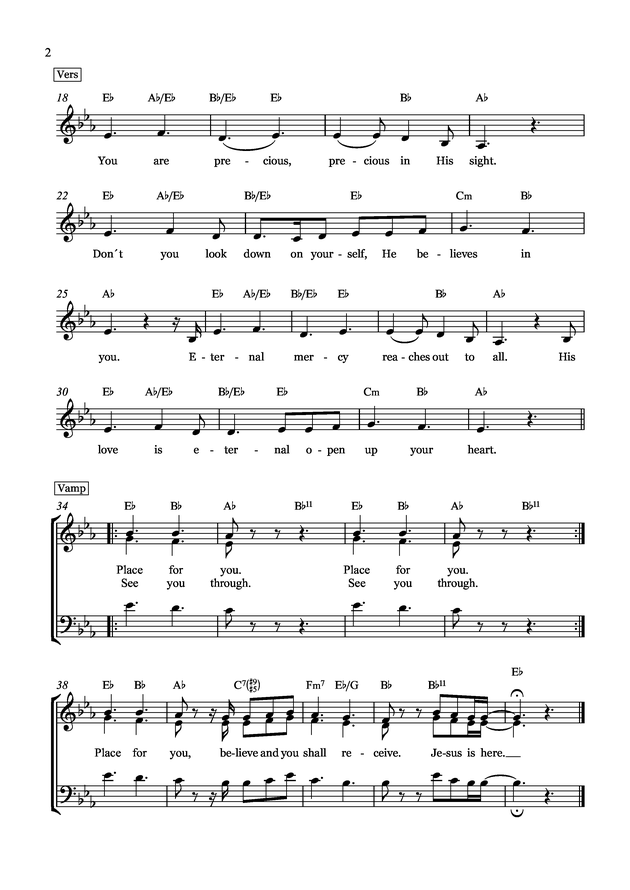 2
Vers
18 E♭ A♭/E♭ B♭/E♭ E♭ B♭ A♭
You are pre - cious, pre - cious in His sight.
22 E♭ A♭/E♭ B♭/E♭ E♭ Cm B♭
Don´t you look down on your - self, He be - lieves in
25 A♭ E♭ A♭/E♭ B♭/E♭ E♭ B♭ A♭
you. E - ter - nal mer - cy rea - ches out to all. His
30 E♭ A♭/E♭ B♭/E♭ E♭ Cm B♭ A♭
love is e - ter - nal o - pen up your heart.
Vamp
34 E♭ B♭ A♭ B♭11 E♭ B♭ A♭ B♭11
Place for you. Place for you.
See you through. See you through.
38 E♭ B♭ A♭ C7(♯9 ♯5) Fm7 E♭/G B♭ B♭11 E♭
Place for you, be-lieve and you shall re - ceive. Je-sus is here.